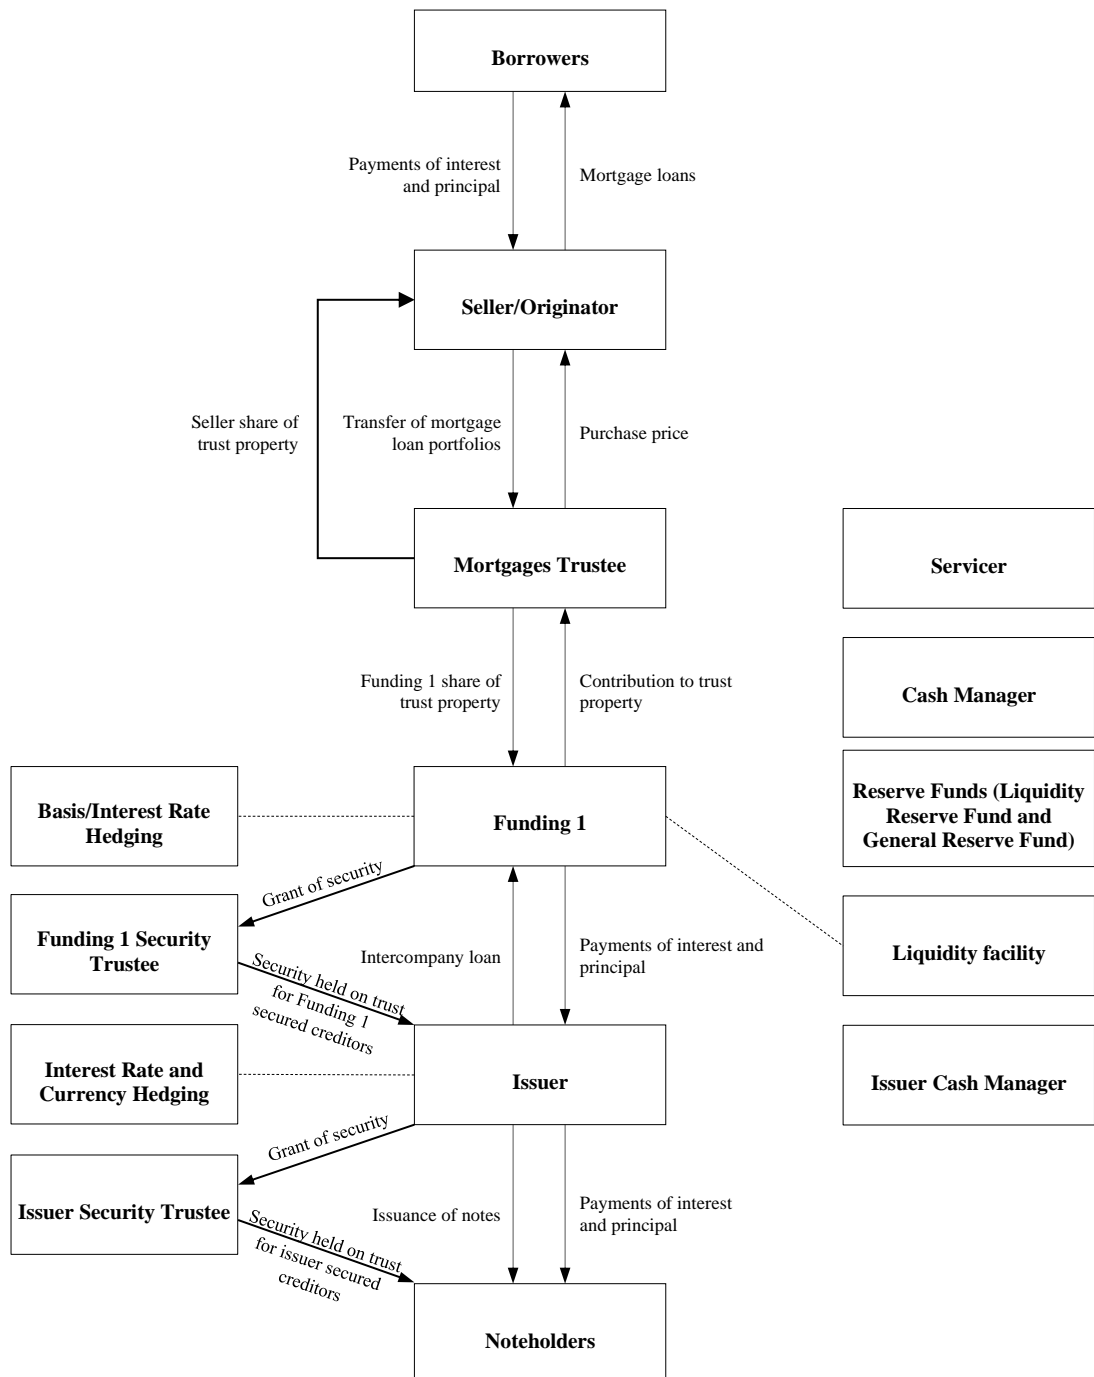 Borrowers
Payments of interest
and principal
Mortgage loans
Seller/Originator
Seller share of
trust property
Transfer of mortgage
loan portfolios
Purchase price
Mortgages Trustee
Servicer
Funding 1 share of
trust property
Contribution to trust
property
Cash Manager
Basis/Interest Rate
Hedging
Funding 1
Reserve Funds (Liquidity
Reserve Fund and
General Reserve Fund)
Grant of security
Funding 1 Security
Trustee
Intercompany loan
Payments of interest and
principal
Liquidity facility
Security held on trust
for Funding 1
secured creditors
Interest Rate and
Currency Hedging
Issuer
Issuer Cash Manager
Grant of security
Issuer Security Trustee
Issuance of notes
Payments of interest
and principal
Security held on trust
for issuer secured
creditors
Noteholders